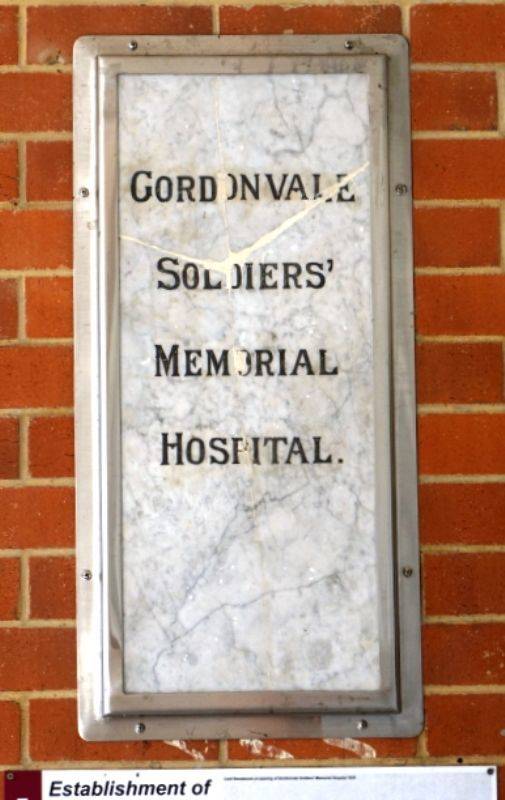 GORDONVALE
SOLDIERS'
MEMORIAL
HOSPITAL.
Establishment of